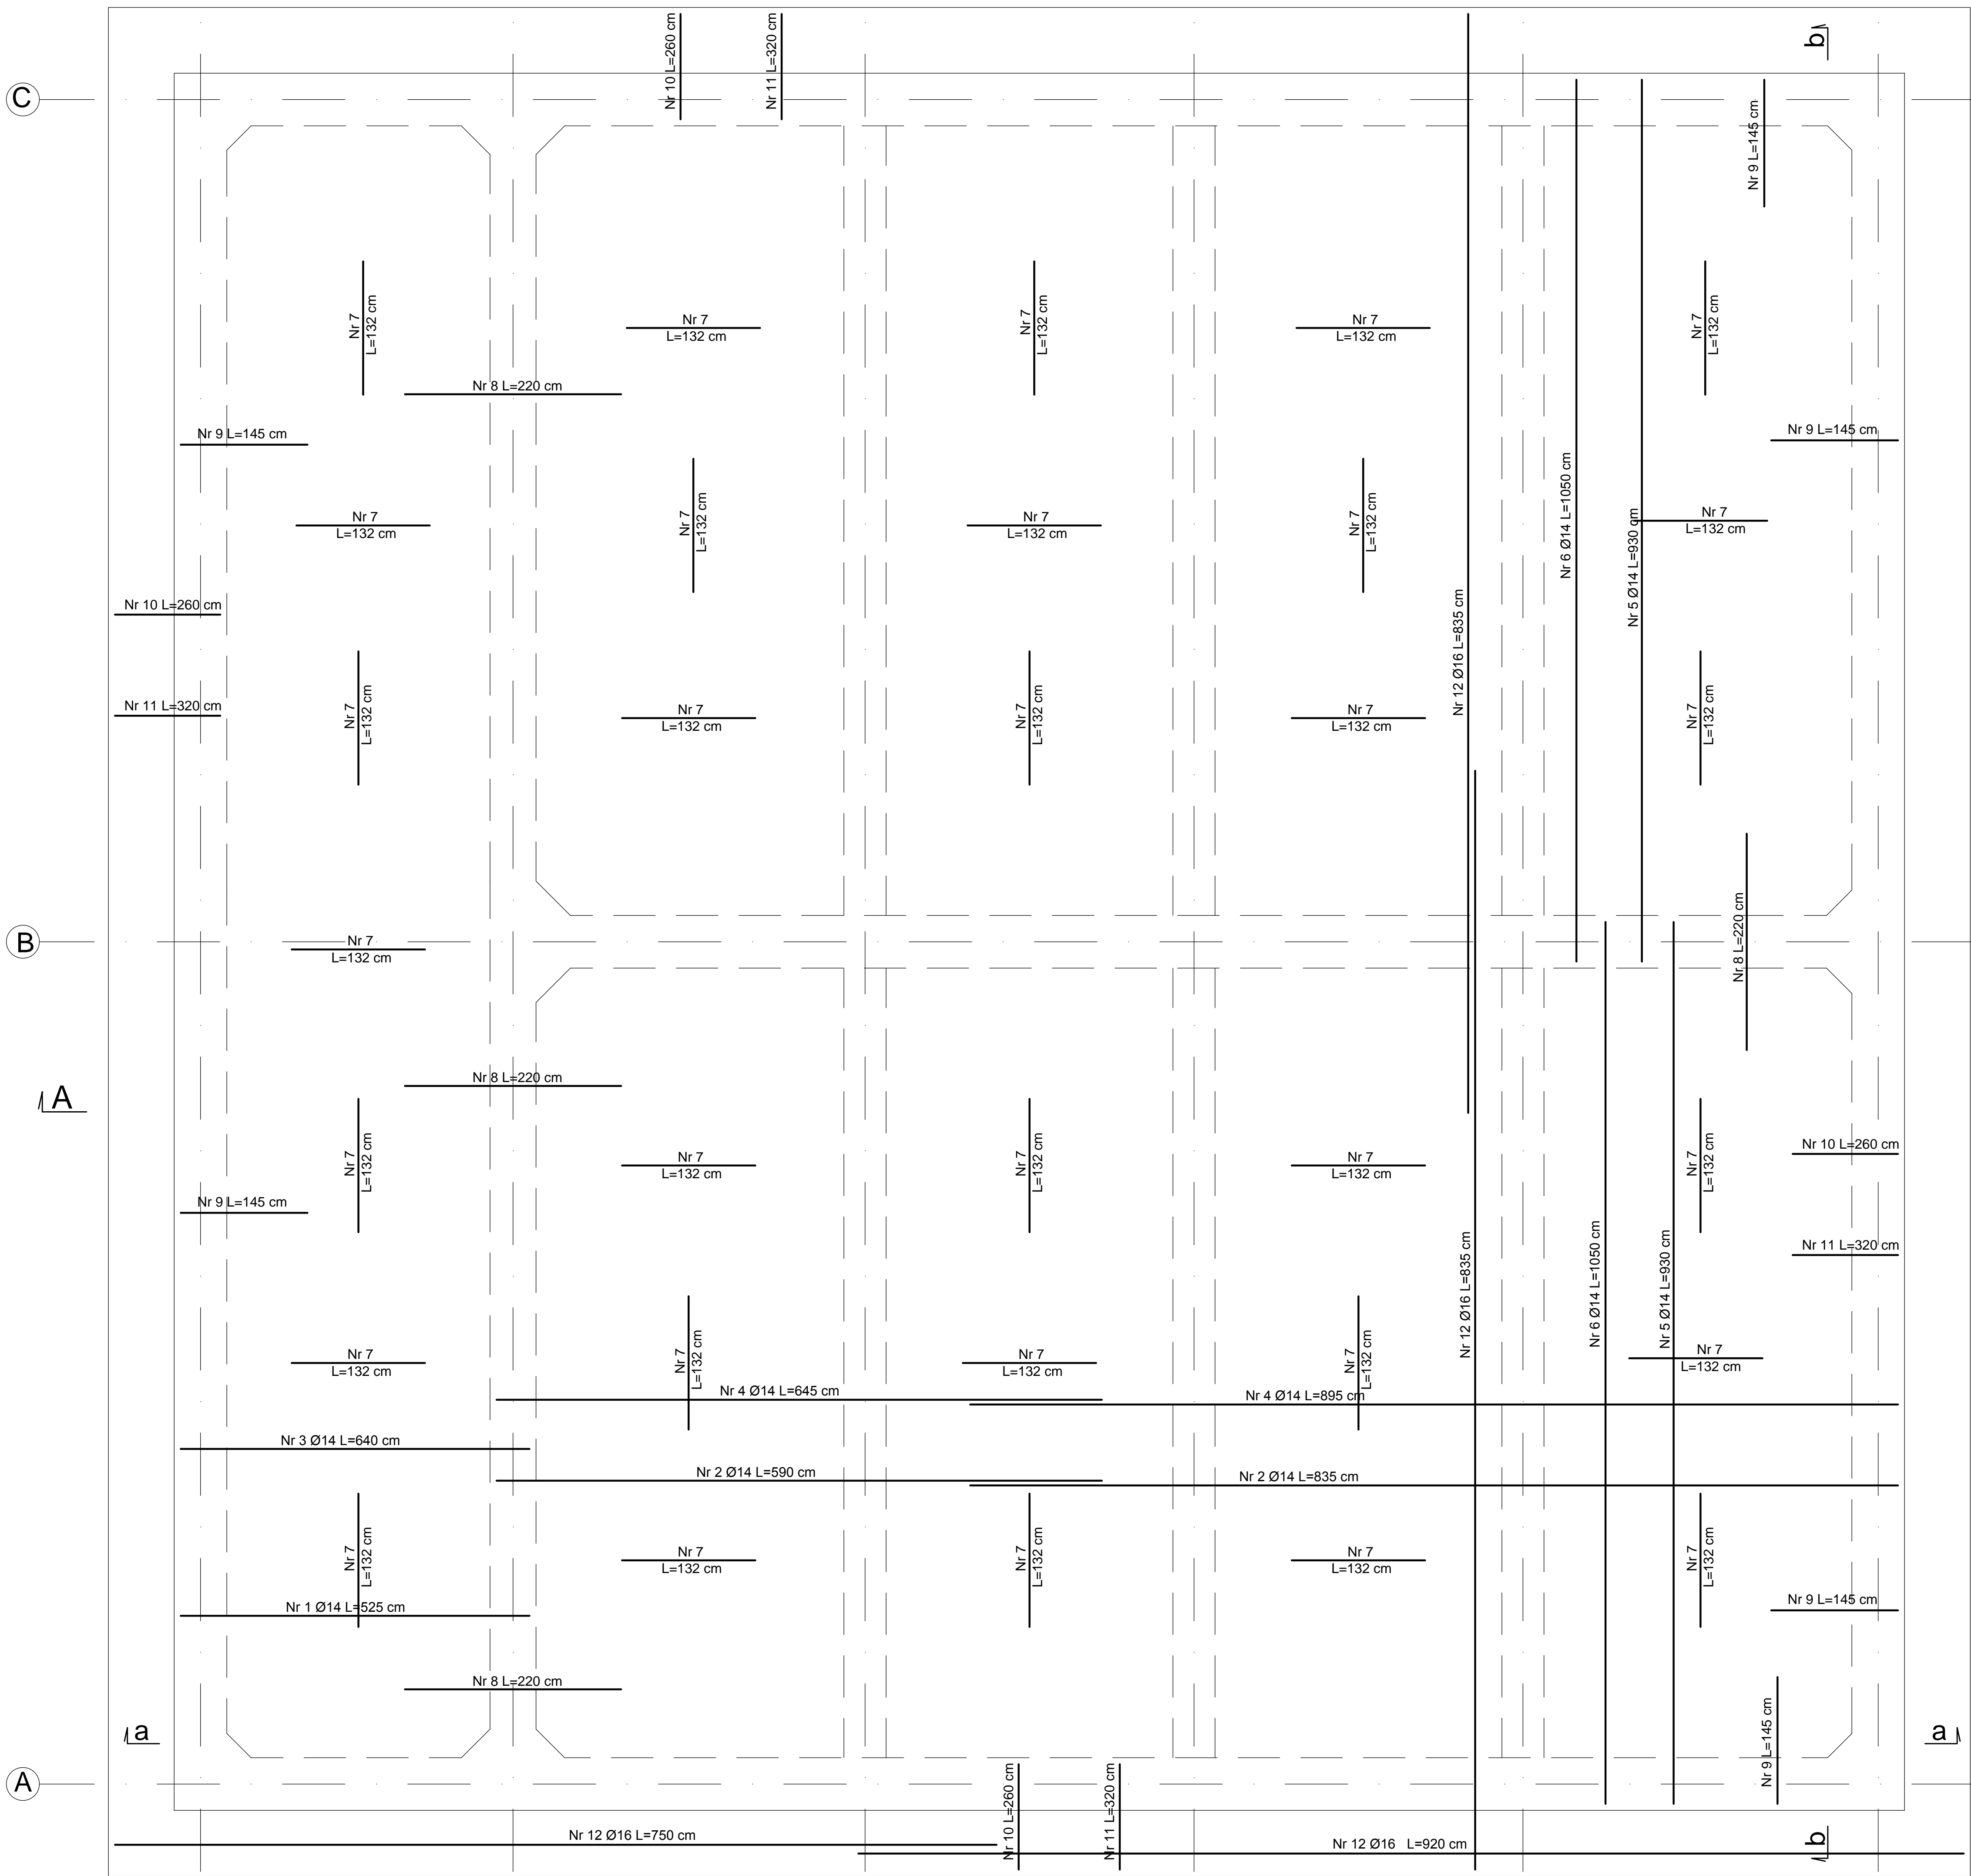 Nr 10 L=260 cm
Nr 11 L=320 cm
b
C
Nr 9 L=145 cm
Nr 7
L=132 cm
Nr 7
L=132 cm
Nr 7
L=132 cm
Nr 7
L=132 cm
Nr 7
L=132 cm
Nr 8 L=220 cm
Nr 9 L=145 cm
Nr 9 L=145 cm
Nr 7
L=132 cm
Nr 7
L=132 cm
Nr 7
L=132 cm
Nr 7
L=132 cm
Nr 6 Ø14 L=1050 cm
Nr 5 Ø14 L=930 cm
Nr 7
L=132 cm
Nr 10 L=260 cm
Nr 12 Ø16 L=835 cm
Nr 11 L=320 cm
Nr 7
L=132 cm
Nr 7
L=132 cm
Nr 7
L=132 cm
Nr 7
L=132 cm
Nr 7
L=132 cm
B
Nr 7
L=132 cm
Nr 8 L=220 cm
Nr 8 L=220 cm
A
Nr 7
L=132 cm
Nr 7
L=132 cm
Nr 7
L=132 cm
Nr 7
L=132 cm
Nr 7
L=132 cm
Nr 10 L=260 cm
Nr 9 L=145 cm
Nr 11 L=320 cm
Nr 12 Ø16 L=835 cm
Nr 6 Ø14 L=1050 cm
Nr 5 Ø14 L=930 cm
Nr 7
L=132 cm
Nr 7
L=132 cm
Nr 7
L=132 cm
Nr 7
L=132 cm
Nr 7
L=132 cm
Nr 4 Ø14 L=645 cm
Nr 4 Ø14 L=895 cm
Nr 3 Ø14 L=640 cm
Nr 2 Ø14 L=590 cm
Nr 2 Ø14 L=835 cm
Nr 7
L=132 cm
Nr 7
L=132 cm
Nr 7
L=132 cm
Nr 7
L=132 cm
Nr 7
L=132 cm
Nr 1 Ø14 L=525 cm
Nr 9 L=145 cm
Nr 8 L=220 cm
a
a
Nr 9 L=145 cm
A
Nr 10 L=260 cm
Nr 11 L=320 cm
Nr 12 Ø16 L=750 cm
Nr 12 Ø16 L=920 cm
b